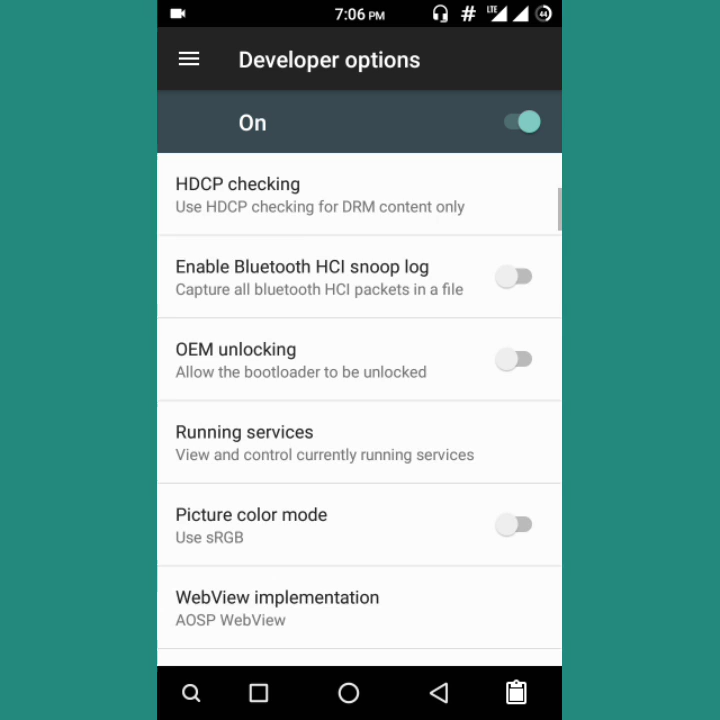 7:06 PM
#
LTE
44
Developer options
On
HDCP checking
Use HDCP checking for DRM content only
Enable Bluetooth HCI snoop log
Capture all bluetooth HCI packets in a file
OEM unlocking
Allow the bootloader to be unlocked
Running services
View and control currently running services
Picture color mode
Use sRGB
WebView implementation
AOSP WebView